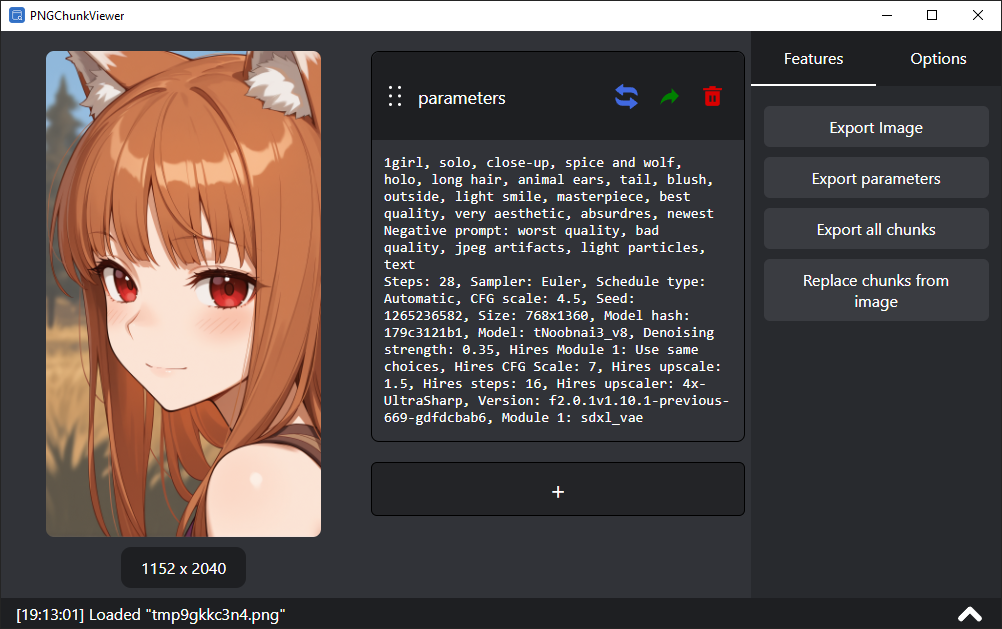 PNGChunkViewer
parameters
1girl, solo, close-up, spice and wolf,
holo, long hair, animal ears, tail, blush,
outside, light smile, masterpiece, best
quality, very aesthetic, absurdres, newest
Negative prompt: worst quality, bad
quality, jpeg artifacts, light particles,
text
Steps: 28, Sampler: Euler, Schedule type:
Automatic, CFG scale: 4.5, Seed:
1265236582, Size: 768x1360, Model hash:
179c3121b1, Model: tNoobnai3_v8, Denoising
strength: 0.35, Hires Module 1: Use same
choices, Hires CFG Scale: 7, Hires upscale:
1.5, Hires steps: 16, Hires upscaler: 4x-
UltraSharp, Version: f2.0.1v1.10.1-previous-
669-gdfdcbab6, Module 1: sdxl_vae
+
1152 x 2040
Features
Options
Export Image
Export parameters
Export all chunks
Replace chunks from
image
[19:13:01] Loaded "tmp9gkkc3n4.png"